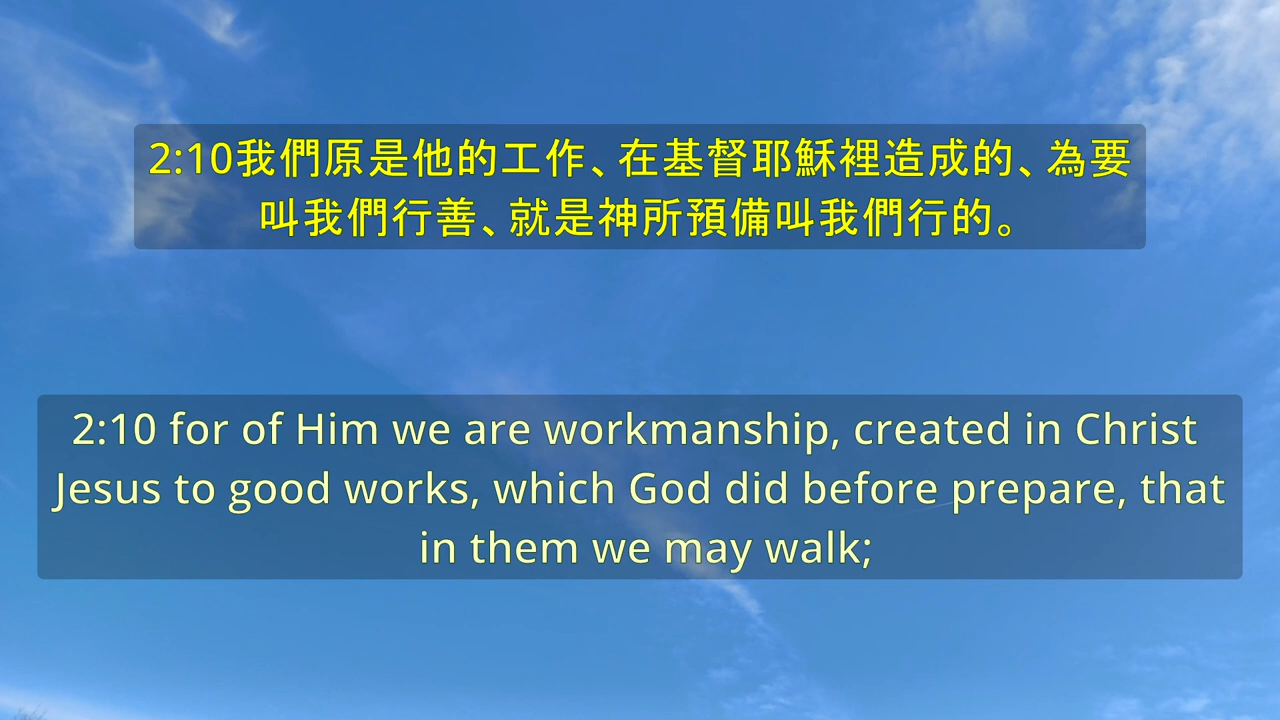 2:10我們原是他的工作、在基督耶穌裡造成的、為要
叫我們行善、就是神所預備叫我們行的。
2:10 for of Him we are workmanship, created in Christ
Jesus to good works, which God did before prepare, that
in them we may walk;